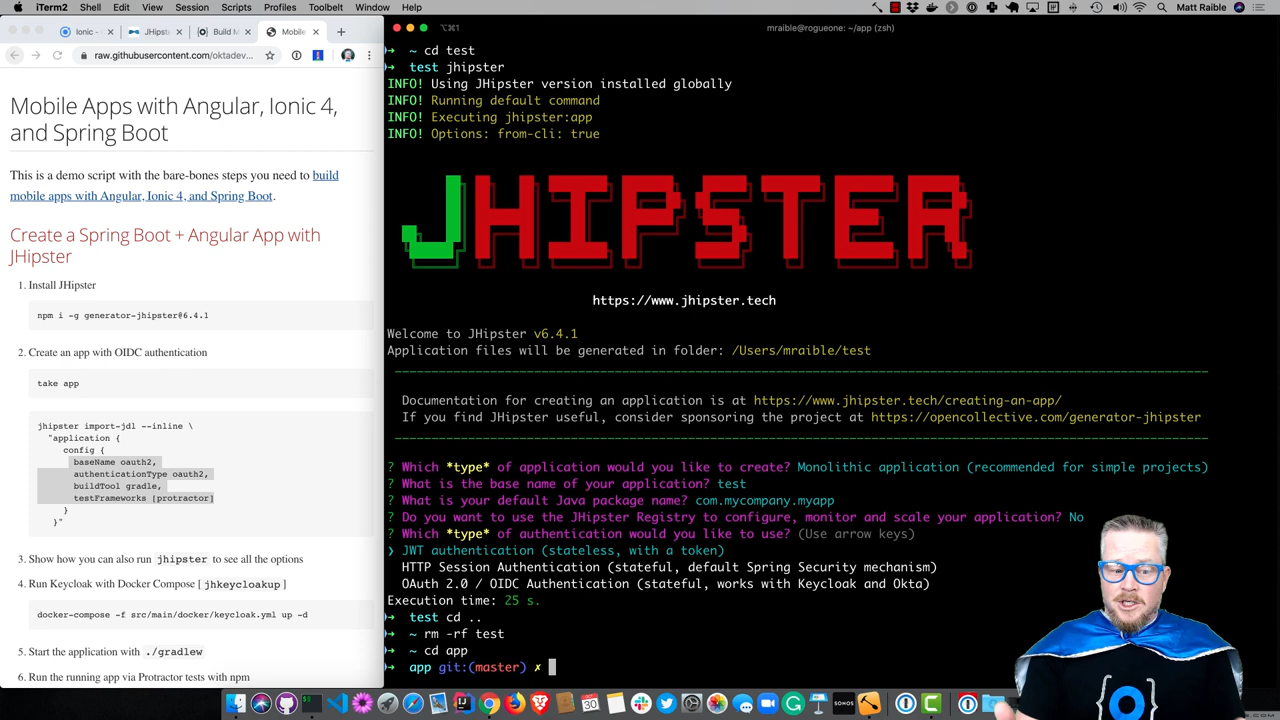 iTerm2 Shell Edit View Session Scripts Profiles Toolbelt Window Help
Matt Raible
Ionic -
JHipst
Build M
Mobile
raw.githubusercontent.com/oktadev...
⌥⌘1
mraible@rogueone: ~/app (zsh)
Mobile Apps with Angular, Ionic 4,
and Spring Boot
This is a demo script with the bare-bones steps you need to build
mobile apps with Angular, Ionic 4, and Spring Boot.
Create a Spring Boot + Angular App with
JHipster
1. Install JHipster
npm i -g generator-jhipster@6.4.1
2. Create an app with OIDC authentication
take app
jhipster import-jdl --inline \
"application {
config {
baseName oauth2,
authenticationType oauth2,
buildTool gradle,
testFrameworks [protractor]
}
}"
3. Show how you can also run jhipster to see all the options
4. Run Keycloak with Docker Compose [ jhkeycloakup ]
docker-compose -f src/main/docker/keycloak.yml up -d
5. Start the application with ./gradlew
6. Run the running app via Protractor tests with npm
➜ ~ cd test
➜ test jhipster
INFO! Using JHipster version installed globally
INFO! Running default command
INFO! Executing jhipster:app
INFO! Options: from-cli: true
JHIPSTER
https://www.jhipster.tech
Welcome to JHipster v6.4.1
Application files will be generated in folder: /Users/mraible/test
Documentation for creating an application is at https://www.jhipster.tech/creating-an-app/
If you find JHipster useful, consider sponsoring the project at https://opencollective.com/generator-jhipster
? Which *type* of application would you like to create? Monolithic application (recommended for simple projects)
? What is the base name of your application? test
? What is your default Java package name? com.mycompany.myapp
? Do you want to use the JHipster Registry to configure, monitor and scale your application? No
? Which *type* of authentication would you like to use? (Use arrow keys)
❯ JWT authentication (stateless, with a token)
HTTP Session Authentication (stateful, default Spring Security mechanism)
OAuth 2.0 / OIDC Authentication (stateful, works with Keycloak and Okta)
Execution time: 25 s.
➜ test cd ..
➜ ~ rm -rf test
➜ ~ cd app
➜ app git:(master) ✗
30
SONOS
{ }